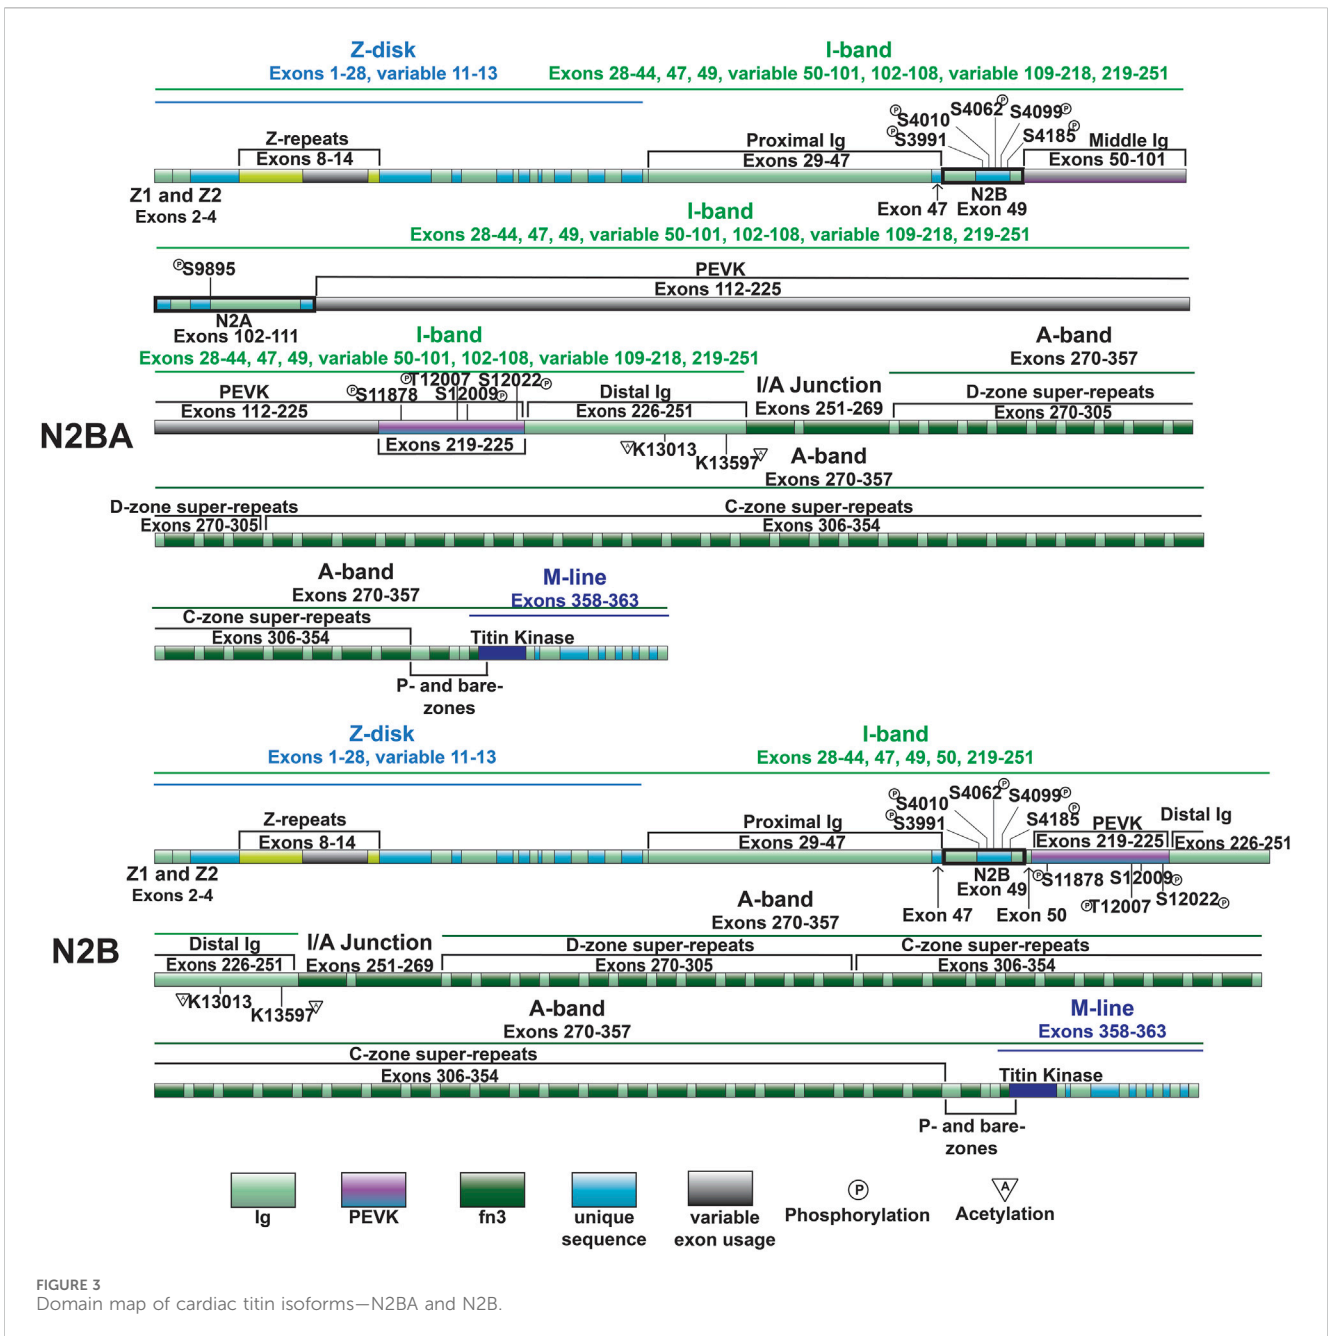 Z-disk
Exons 1-28, variable 11-13
I-band
Exons 28-44, 47, 49, variable 50-101, 102-108, variable 109-218, 219-251
Z-repeats
Exons 8-14
Proximal Ig
Exons 29-47
P S3991
P S4010
S4062 P
S4099 P
S4185 P
Middle Ig
Exons 50-101
Z1 and Z2
Exons 2-4
Exon 47
N2B
Exon 49
I-band
Exons 28-44, 47, 49, variable 50-101, 102-108, variable 109-218, 219-251
P S9895
PEVK
Exons 112-225
N2A
Exons 102-111
I-band
Exons 28-44, 47, 49, variable 50-101, 102-108, variable 109-218, 219-251
A-band
Exons 270-357
N2BA
PEVK
Exons 112-225
P S11878
P T12007
S12009 P
S12022 P
Distal Ig
Exons 226-251
I/A Junction
Exons 251-269
D-zone super-repeats
Exons 270-305
Exons 219-225
A K13013
K13597 A
A-band
Exons 270-357
D-zone super-repeats
Exons 270-305
C-zone super-repeats
Exons 306-354
A-band
Exons 270-357
M-line
Exons 358-363
C-zone super-repeats
Exons 306-354
Titin Kinase
P- and bare-
zones
Z-disk
Exons 1-28, variable 11-13
I-band
Exons 28-44, 47, 49, 50, 219-251
Z-repeats
Exons 8-14
Proximal Ig
Exons 29-47
P S3991
P S4010
S4062 P
S4099 P
S4185 P
PEVK
Exons 219-225
Distal Ig
Exons 226-251
Z1 and Z2
Exons 2-4
Exon 47
N2B
Exon 49
Exon 50
P S11878
P T12007
S12009 P
S12022 P
N2B
A-band
Exons 270-357
Distal Ig
Exons 226-251
I/A Junction
Exons 251-269
D-zone super-repeats
Exons 270-305
C-zone super-repeats
Exons 306-354
A K13013
K13597 A
A-band
Exons 270-357
M-line
Exons 358-363
C-zone super-repeats
Exons 306-354
Titin Kinase
P- and bare-
zones
Ig
PEVK
fn3
unique
sequence
variable
exon usage
P
Phosphorylation
A
Acetylation
FIGURE 3
Domain map of cardiac titin isoforms—N2BA and N2B.